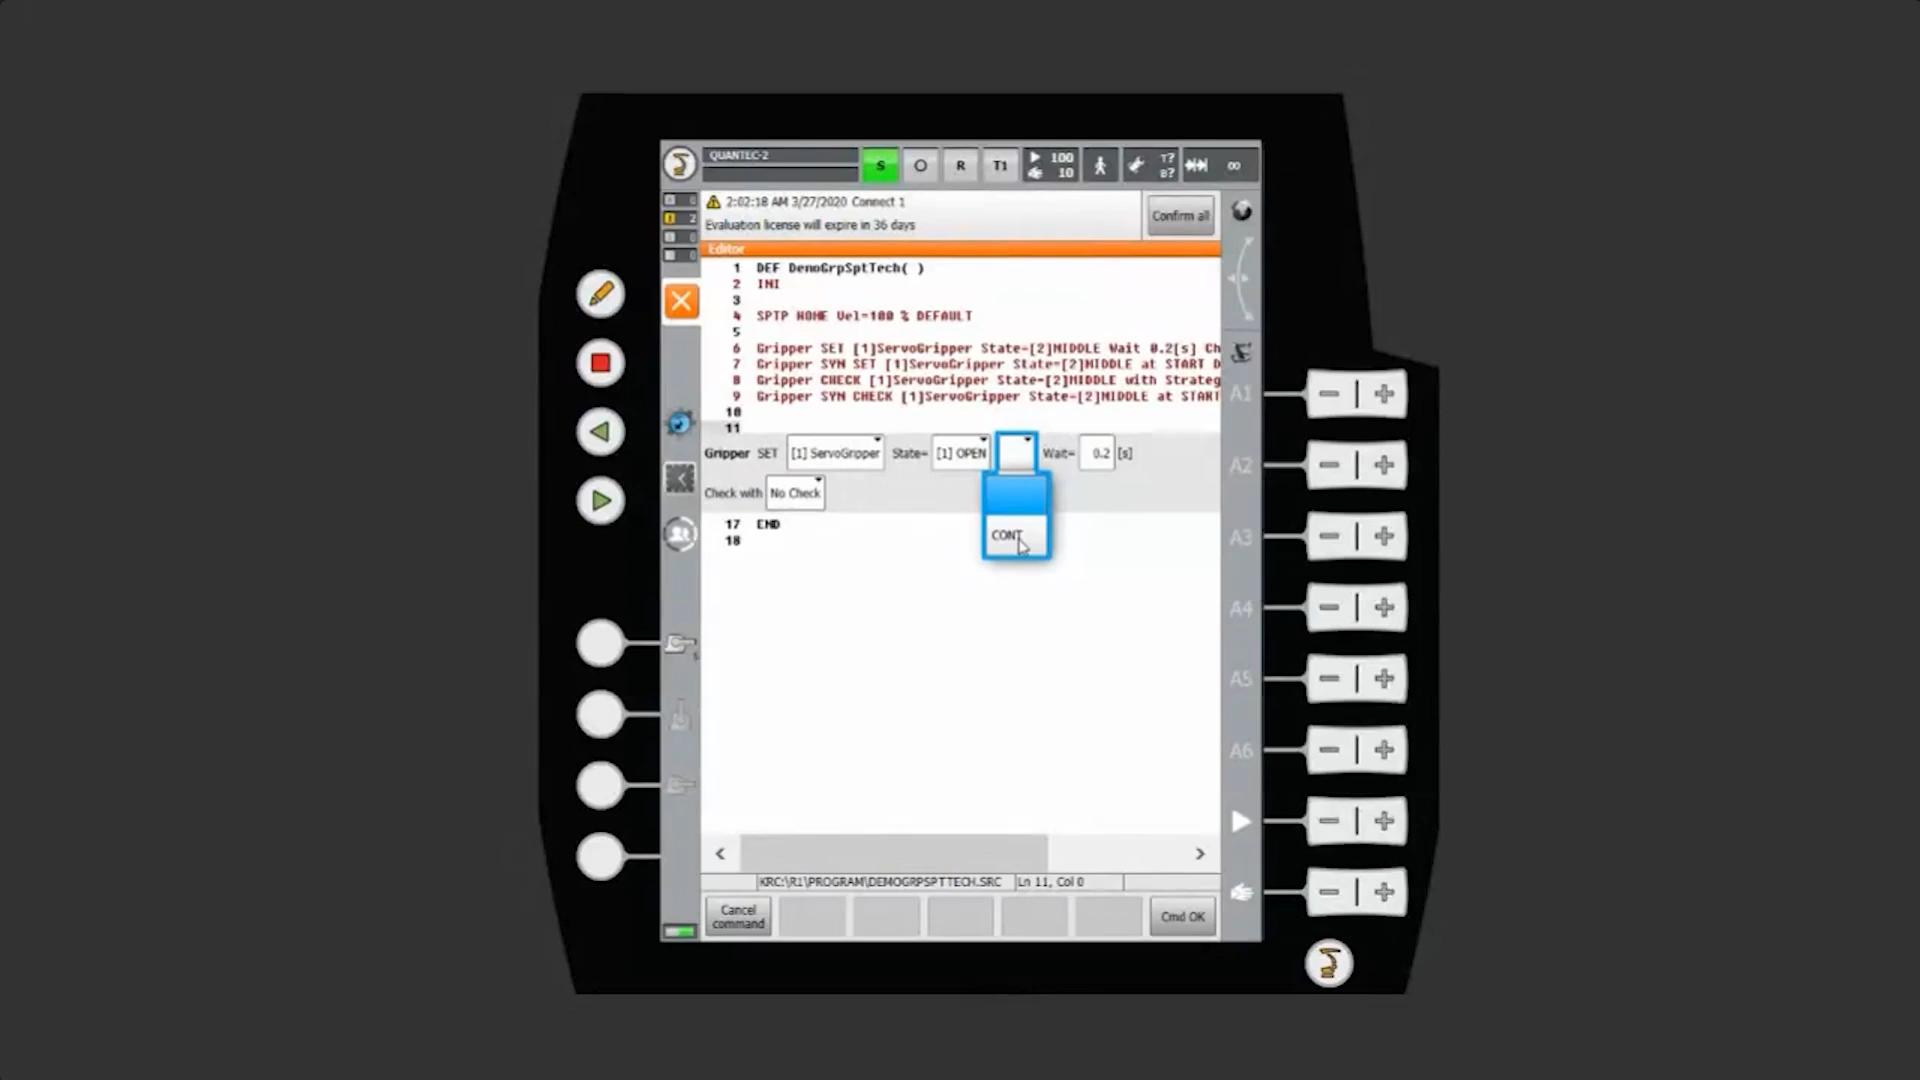 QUANTEC-2
S O R T1 100 10 T? B? ∞
2:02:18 AM 3/27/2020 Connect 1
Evaluation license will expire in 36 days
Confirm all
Editor
1 DEF DemoGrpSptTech( )
2 INI
3
4 SPTP HOME Vel=100 % DEFAULT
5
6 Gripper SET [1]ServoGripper State=[2]MIDDLE Wait 0.2[s] Ch
7 Gripper SYN SET [1]ServoGripper State=[2]MIDDLE at START D
8 Gripper CHECK [1]ServoGripper State=[2]MIDDLE with Strateg
9 Gripper SYN CHECK [1]ServoGripper State=[2]MIDDLE at START
10
11
Gripper SET [1] ServoGripper State= [1] OPEN Wait= 0.2 [s]
Check with No Check
CONT
17 END
18
A1
A2
A3
A4
A5
A6
KRC:\R1\PROGRAM\DEMOGRPSPTTECH.SRC Ln 11, Col 0
Cancel command
Cmd OK